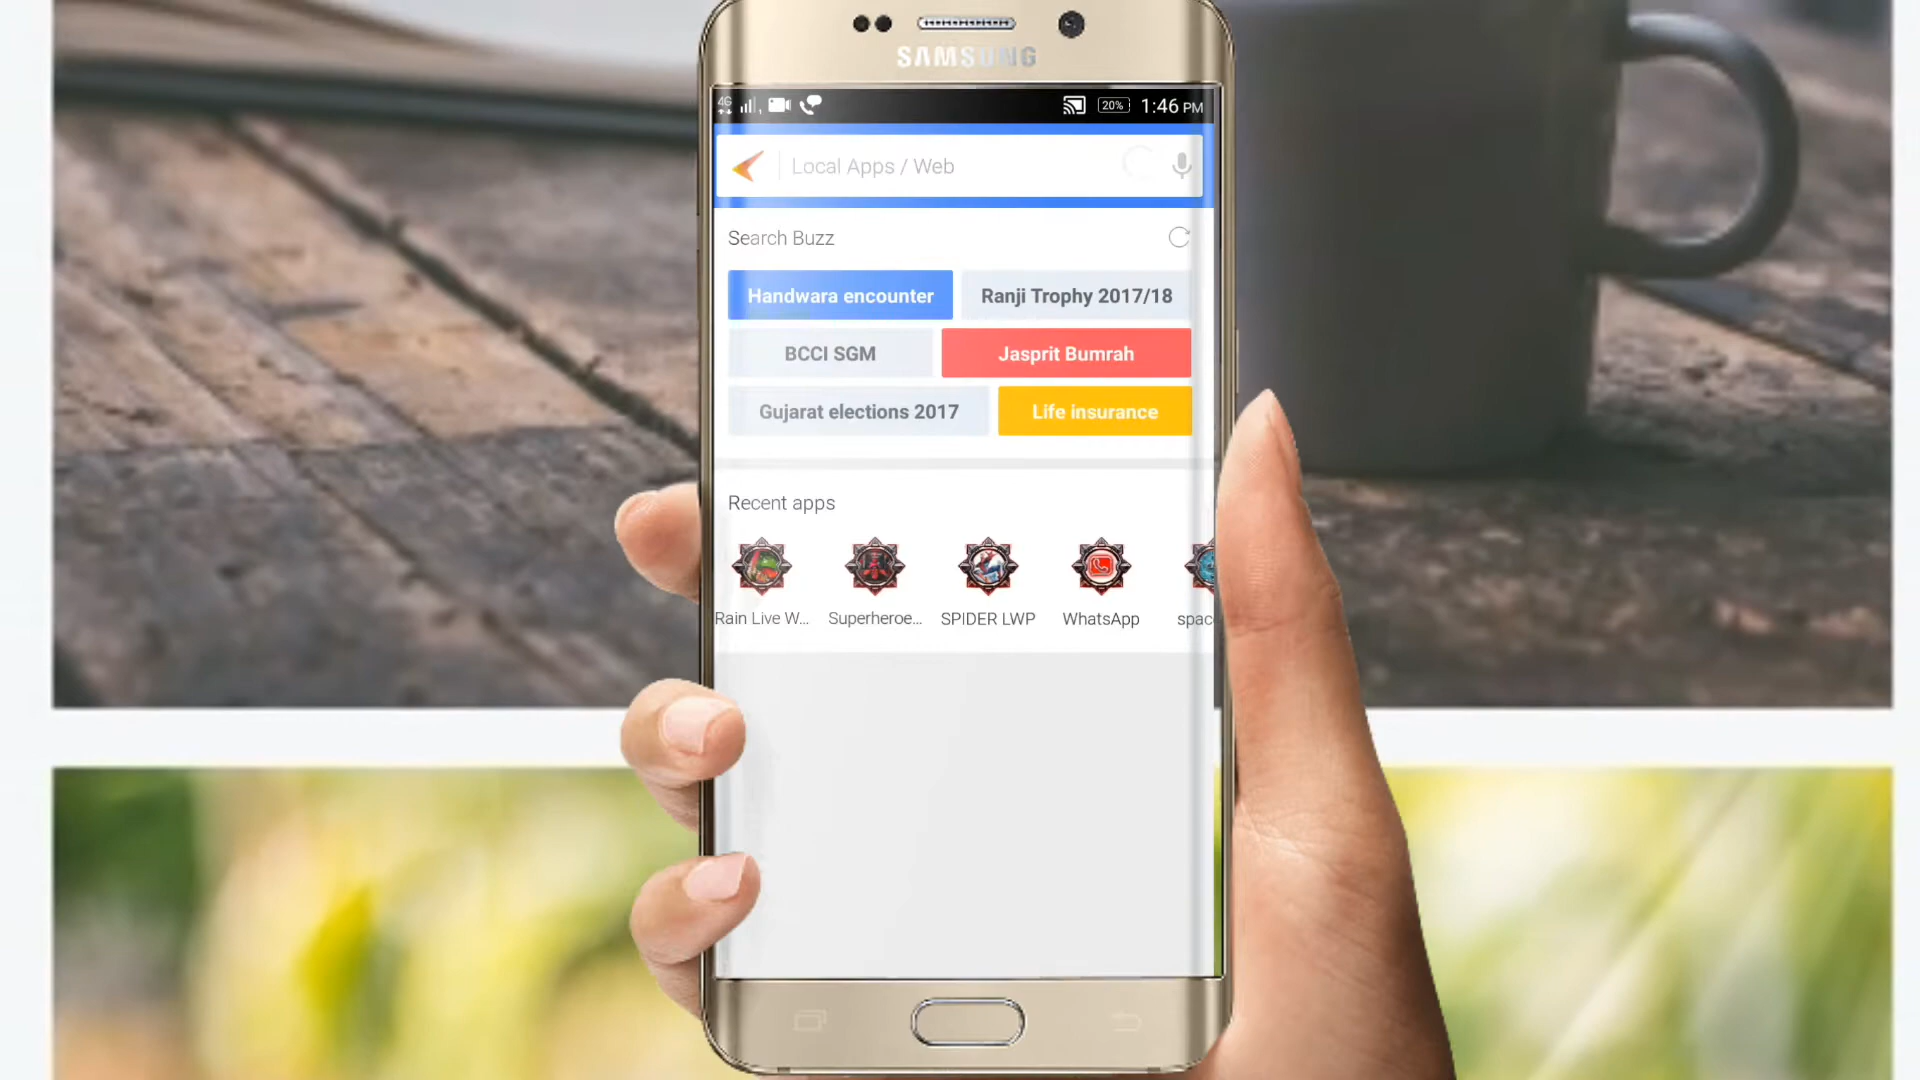 SAMSUNG
4G 20% 1:46 PM
Local Apps / Web
Search Buzz
Handwara encounter Ranji Trophy 2017/18
BCCI SGM Jasprit Bumrah
Gujarat elections 2017 Life insurance
Recent apps
Rain Live W... Superheroe... SPIDER LWP WhatsApp spac